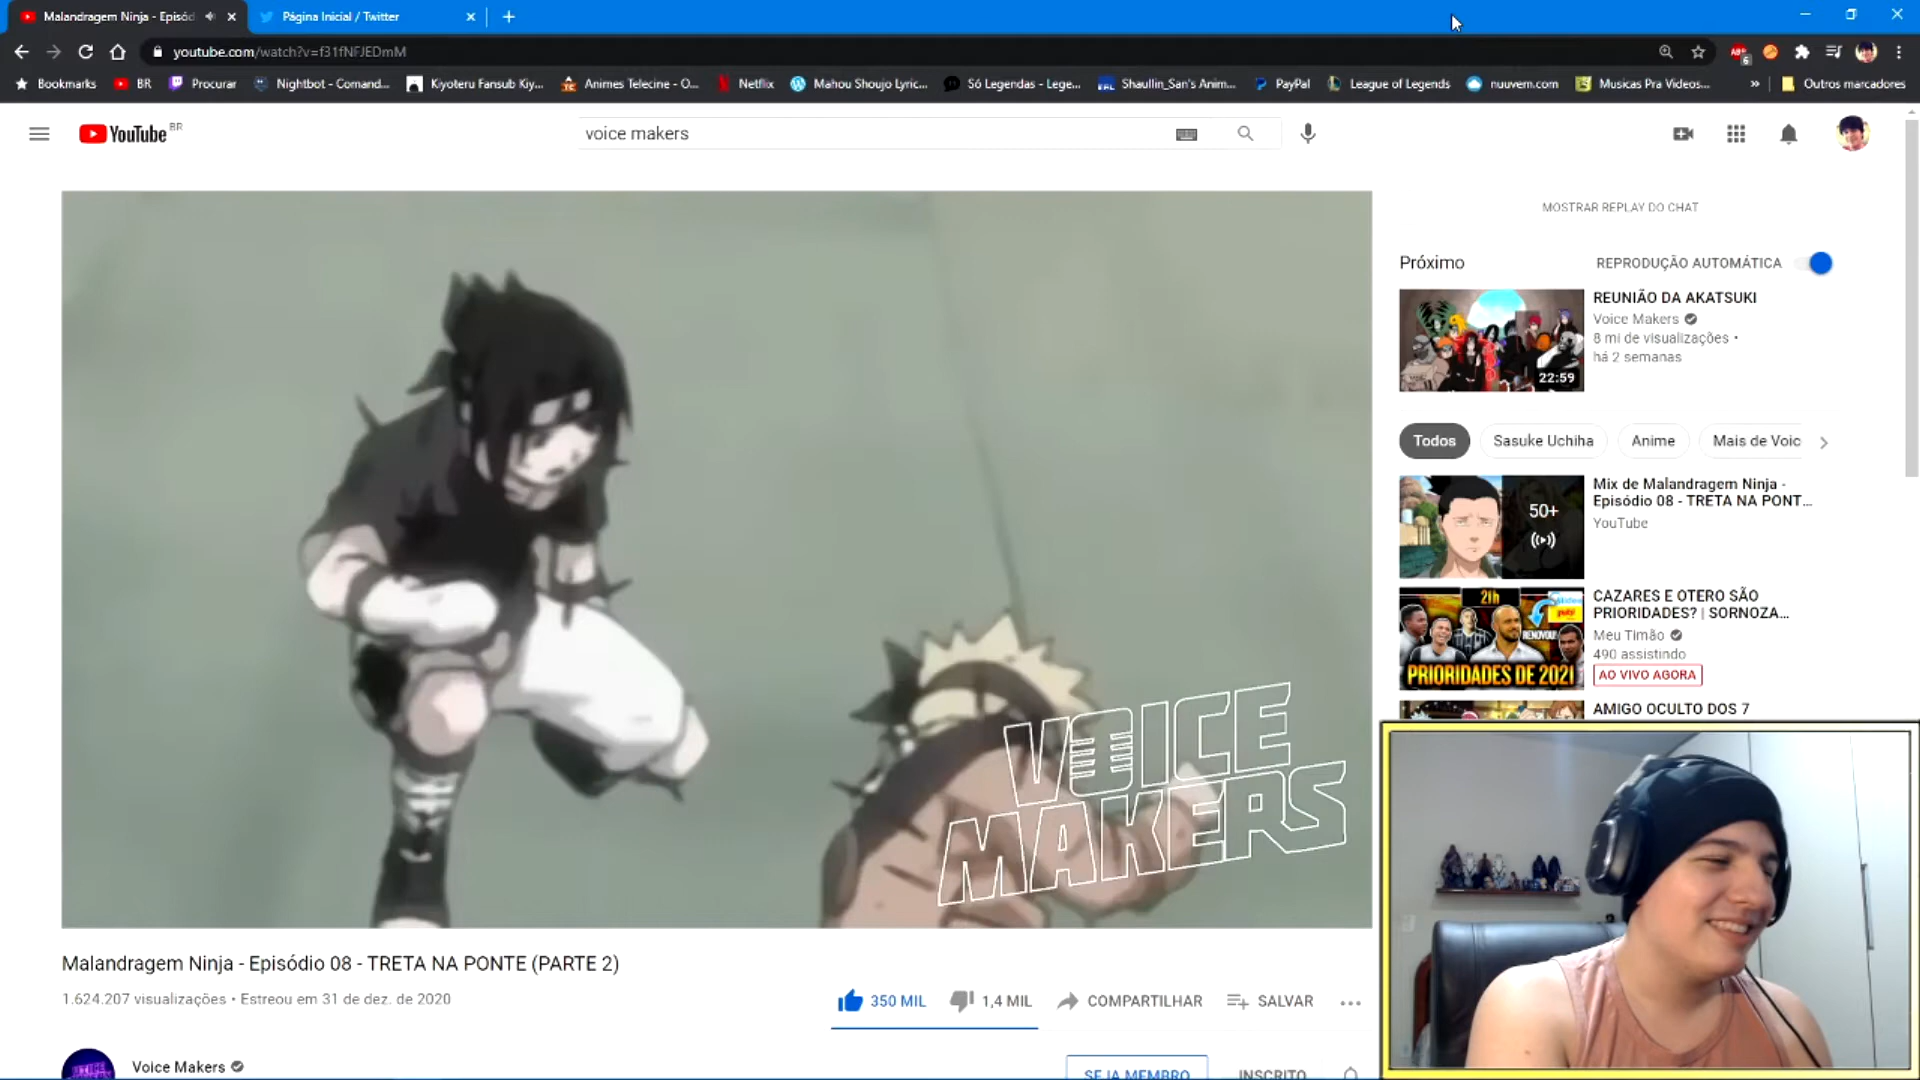 Malandragem Ninja - Episód
Página Inicial / Twitter
youtube.com/watch?v=f31fNFJEDmM
Bookmarks
BR
Procurar
Nightbot - Comand...
Kiyoteru Fansub Kiy...
Animes Telecine - O...
Netflix
Mahou Shoujo Lyric...
Só Legendas - Lege...
Shaullin_San's Anim...
PayPal
League of Legends
nuuvem.com
Musicas Pra Videos...
»
Outros marcadores
YouTube BR
voice makers
MOSTRAR REPLAY DO CHAT
Próximo
REPRODUÇÃO AUTOMÁTICA
REUNIÃO DA AKATSUKI
Voice Makers
8 mi de visualizações •
há 2 semanas
22:59
Todos
Sasuke Uchiha
Anime
Mais de Voic
Mix de Malandragem Ninja -
Episódio 08 - TRETA NA PONT...
YouTube
50+
CAZARES E OTERO SÃO
PRIORIDADES? | SORNOZA...
Meu Timão
490 assistindo
AO VIVO AGORA
21h
RENOVOU
PRIORIDADES DE 2021
AMIGO OCULTO DOS 7
VOICE
MAKERS
Malandragem Ninja - Episódio 08 - TRETA NA PONTE (PARTE 2)
1.624.207 visualizações • Estreou em 31 de dez. de 2020
350 MIL
1,4 MIL
COMPARTILHAR
SALVAR
Voice Makers
SEJA MEMBRO
INSCRITO